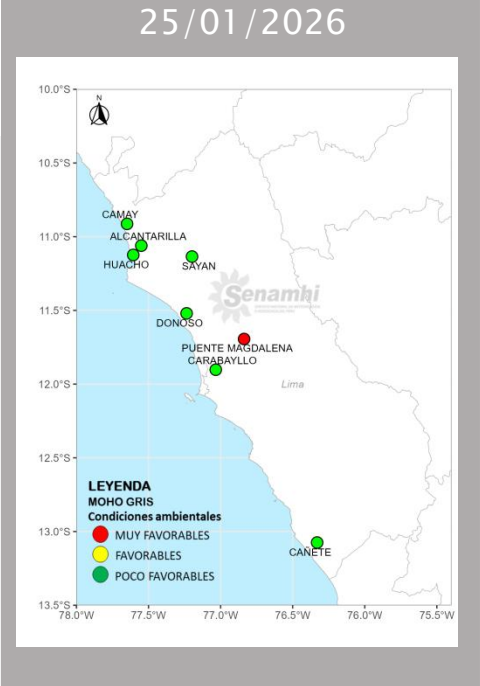 25/01/2026
10.0°S
N
10.5°S
CAMAY
11.0°S
ALCANTARILLA
HUACHO
SAYAN
Senamhi
11.5°S
DONOSO
PUENTE MAGDALENA
CARABAYLLO
12.0°S
Lima
12.5°S
LEYENDA
MOHO GRIS
Condiciones ambientales
13.0°S
MUY FAVORABLES
CAÑETE
FAVORABLES
POCO FAVORABLES
13.5°S
78.0°W 77.5°W 77.0°W 76.5°W 76.0°W 75.5°W